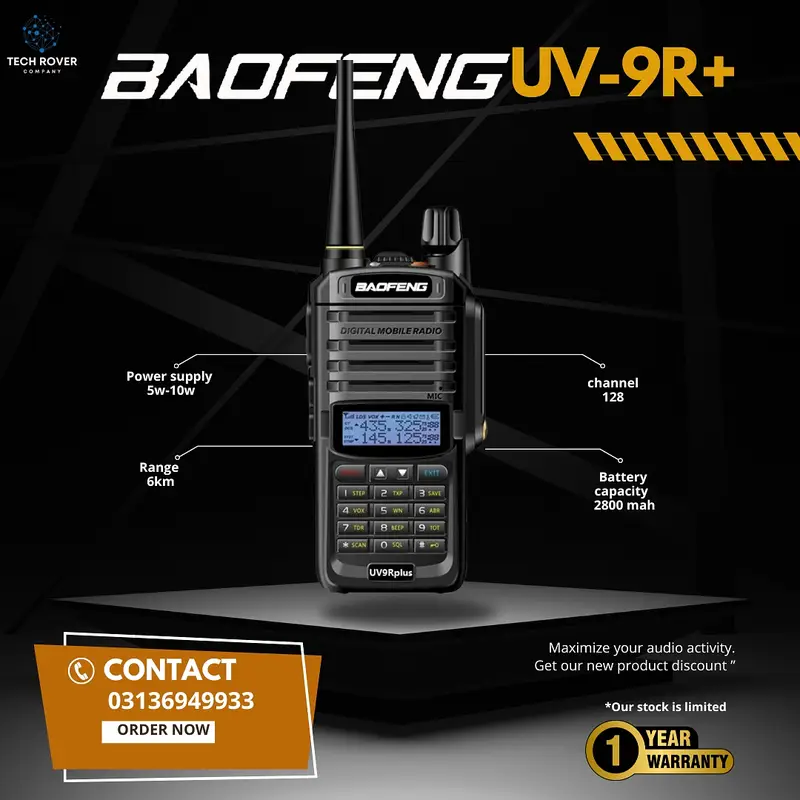 TECH ROVER
COMPANY
BAOFENG UV-9R+
BAOFENG
DIGITAL MOBILE RADIO
MIC
Power supply
5w-10w
channel
128
435.325
145.125
Range
6km
Battery
capacity
2800 mah
MENU ▲ ▼ EXIT
1 STEP 2 TXP 3 SAVE
4 VOX 5 WN 6 ABR
7 TDR 8 BEEP 9 TOT
* SCAN 0 SQL #
UV9Rplus
CONTACT
03136949933
ORDER NOW
Maximize your audio activity.
Get our new product discount ”
*Our stock is limited
1 YEAR
WARRANTY